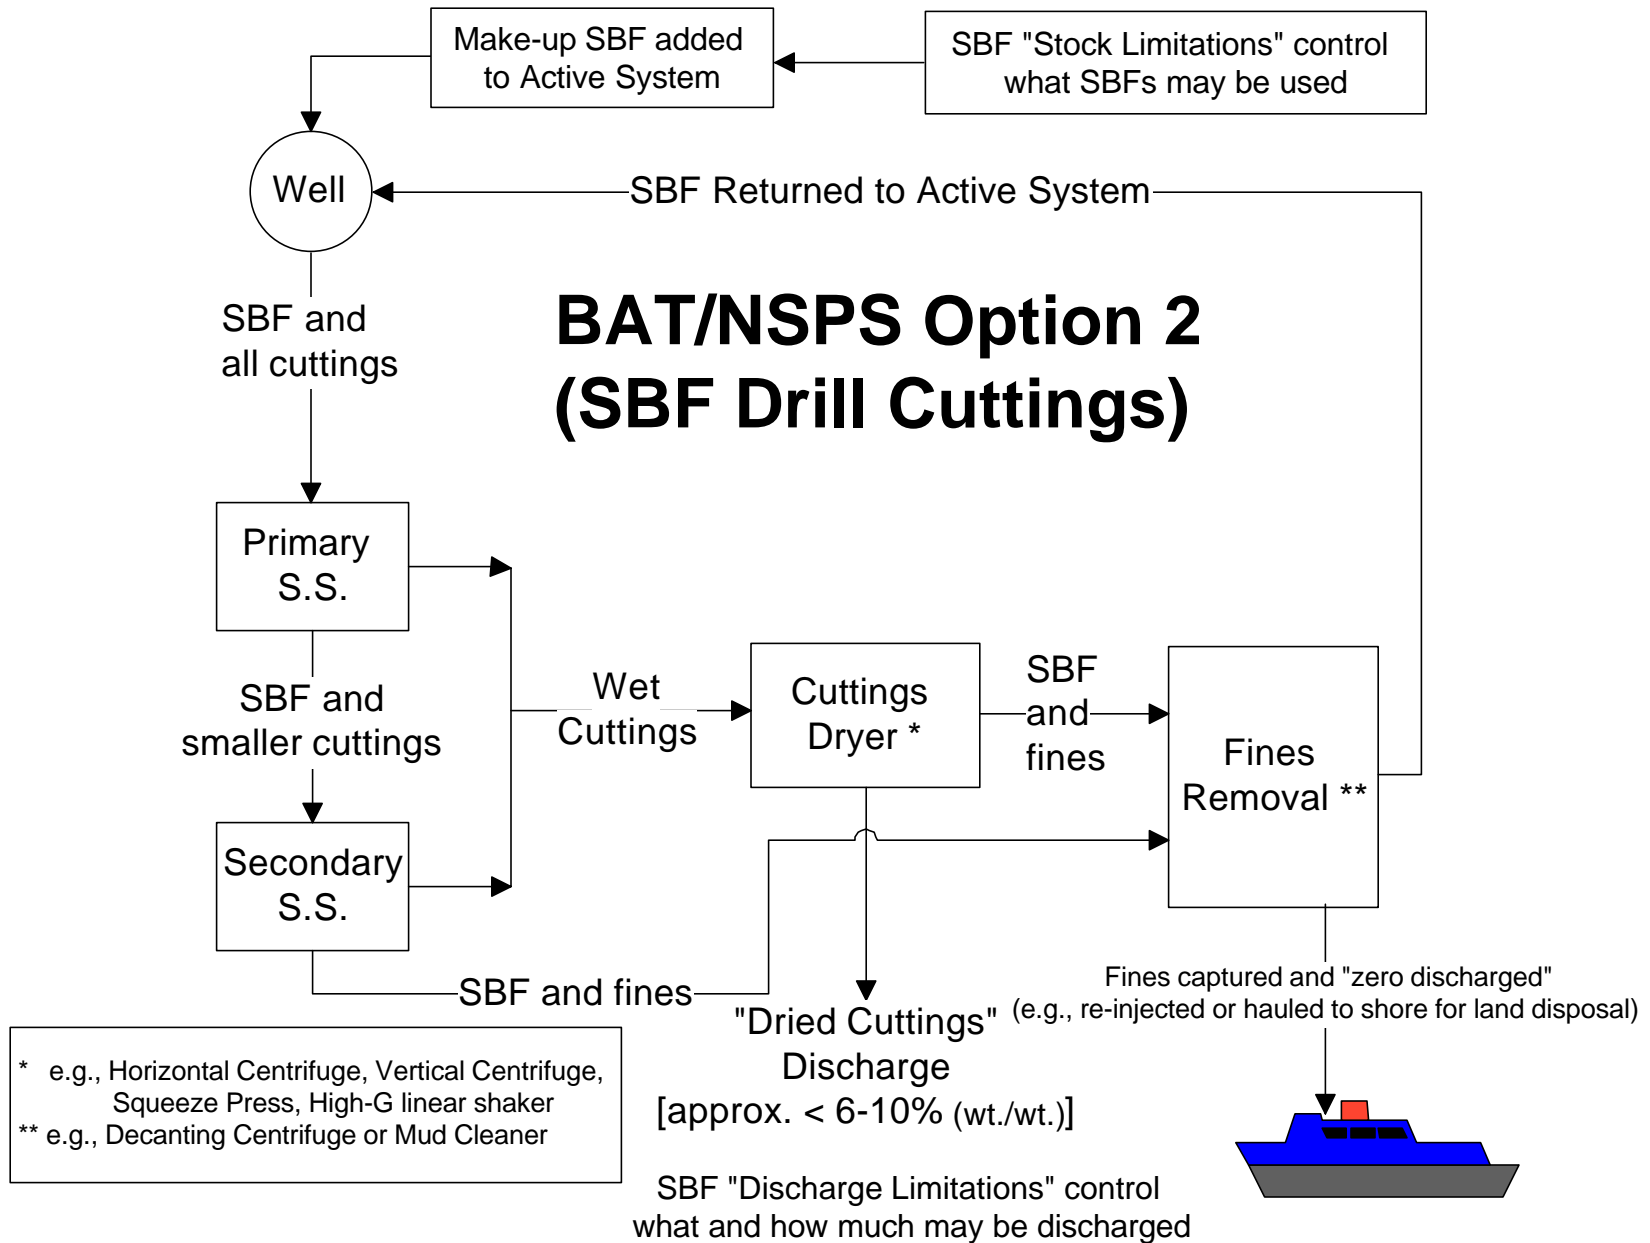 Make-up SBF added
to Active System
SBF "Stock Limitations" control
what SBFs may be used
Well
SBF Returned to Active System
SBF and
all cuttings
BAT/NSPS Option 2
(SBF Drill Cuttings)
Primary
S.S.
SBF and
smaller cuttings
Secondary
S.S.
Wet
Cuttings
Cuttings
Dryer *
SBF
and
fines
Fines
Removal **
SBF and fines
"Dried Cuttings"
Discharge
[approx. < 6-10% (wt./wt.)]
Fines captured and "zero discharged"
(e.g., re-injected or hauled to shore for land disposal)
* e.g., Horizontal Centrifuge, Vertical Centrifuge,
Squeeze Press, High-G linear shaker
** e.g., Decanting Centrifuge or Mud Cleaner
SBF "Discharge Limitations" control
what and how much may be discharged